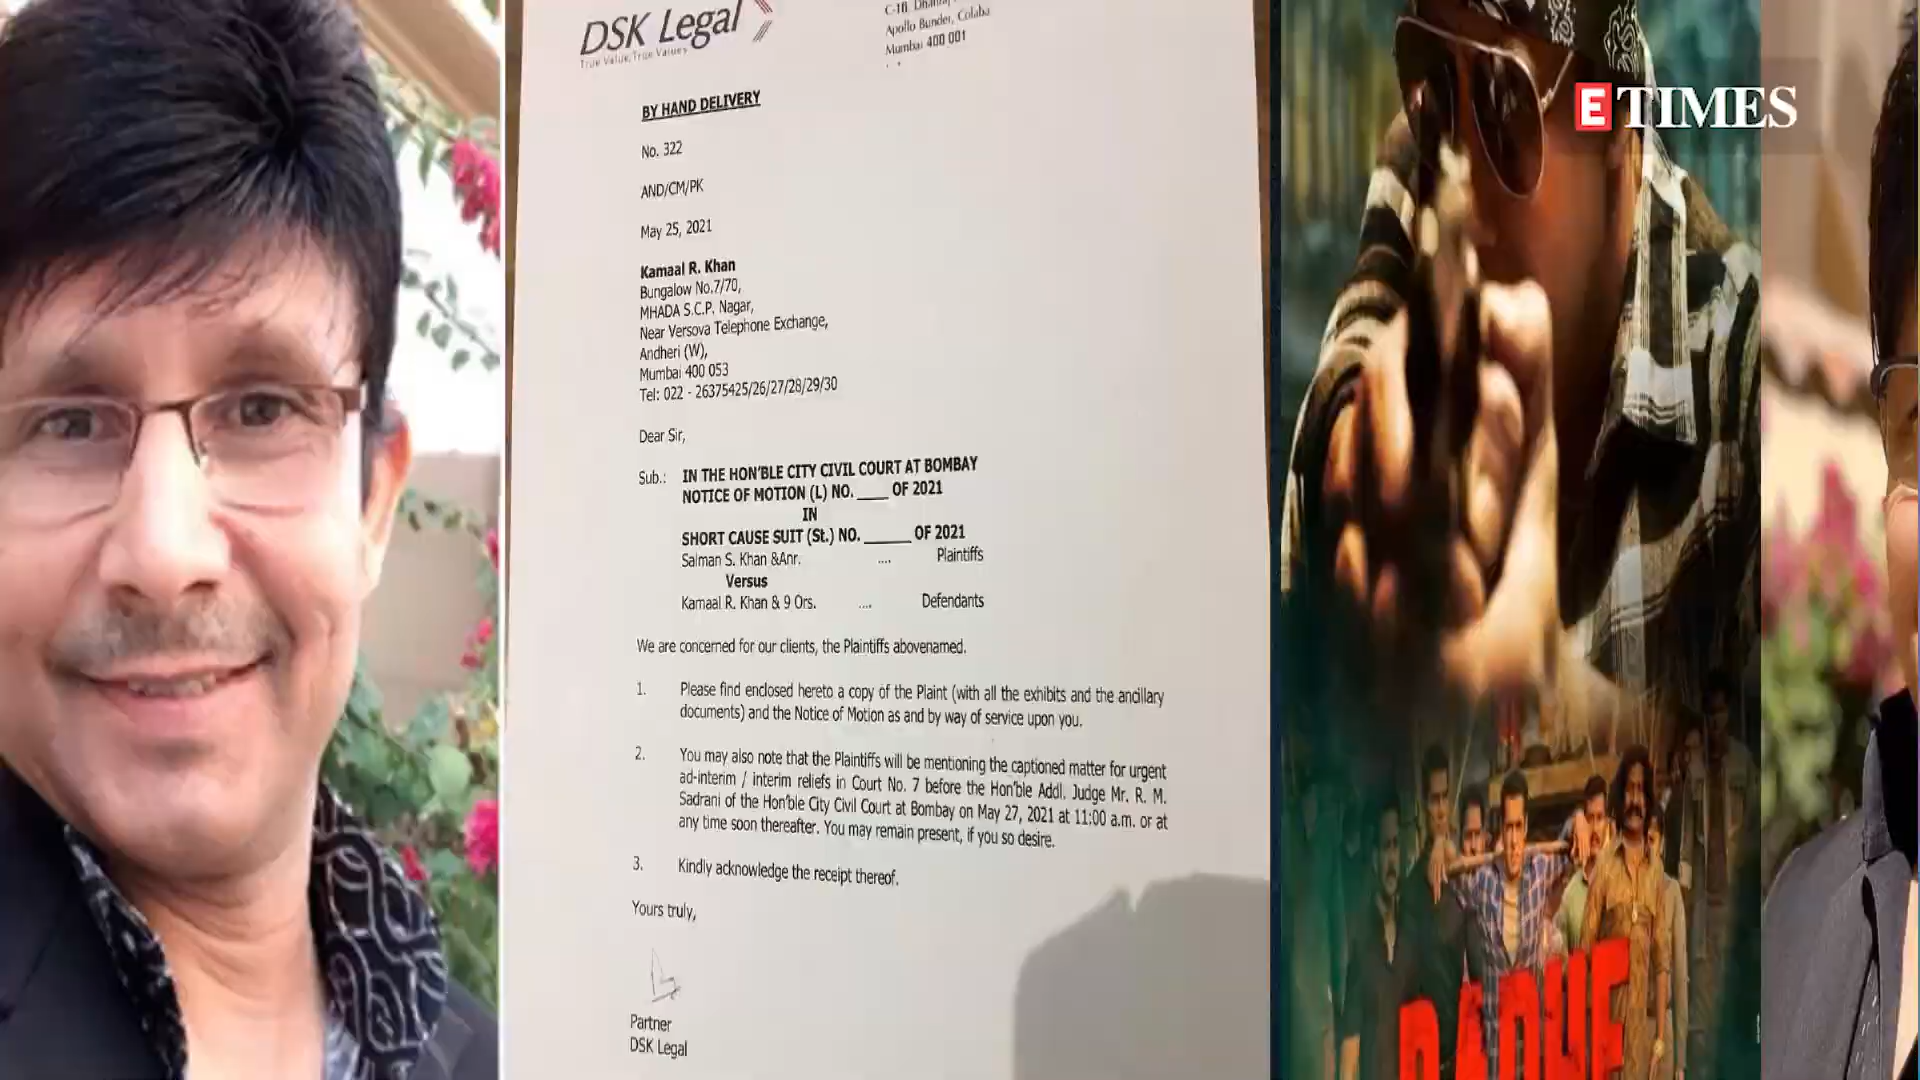 DSK Legal
True Value. True Values
Apollo Bunder, Colaba
Mumbai 400 001
BY HAND DELIVERY
No. 322
AND/CM/PK
May 25, 2021
Kamaal R. Khan
Bungalow No.7/70,
MHADA S.C.P. Nagar,
Near Versova Telephone Exchange,
Andheri (W),
Mumbai 400 053
Tel: 022 - 26375425/26/27/28/29/30
Dear Sir,
Sub.: IN THE HON'BLE CITY CIVIL COURT AT BOMBAY
NOTICE OF MOTION (L) NO. ____ OF 2021
IN
SHORT CAUSE SUIT (St.) NO. ______ OF 2021
Salman S. Khan &Anr. .... Plaintiffs
Versus
Kamaal R. Khan & 9 Ors. .... Defendants
We are concerned for our clients, the Plaintiffs abovenamed.
1. Please find enclosed hereto a copy of the Plaint (with all the exhibits and the ancillary
documents) and the Notice of Motion as and by way of service upon you.
2. You may also note that the Plaintiffs will be mentioning the captioned matter for urgent
ad-interim / interim reliefs in Court No. 7 before the Hon'ble Addl. Judge Mr. R. M.
Sadrani of the Hon'ble City Civil Court at Bombay on May 27, 2021 at 11:00 a.m. or at
any time soon thereafter. You may remain present, if you so desire.
3. Kindly acknowledge the receipt thereof.
Yours truly,
Partner
DSK Legal
ETIMES
RADHE